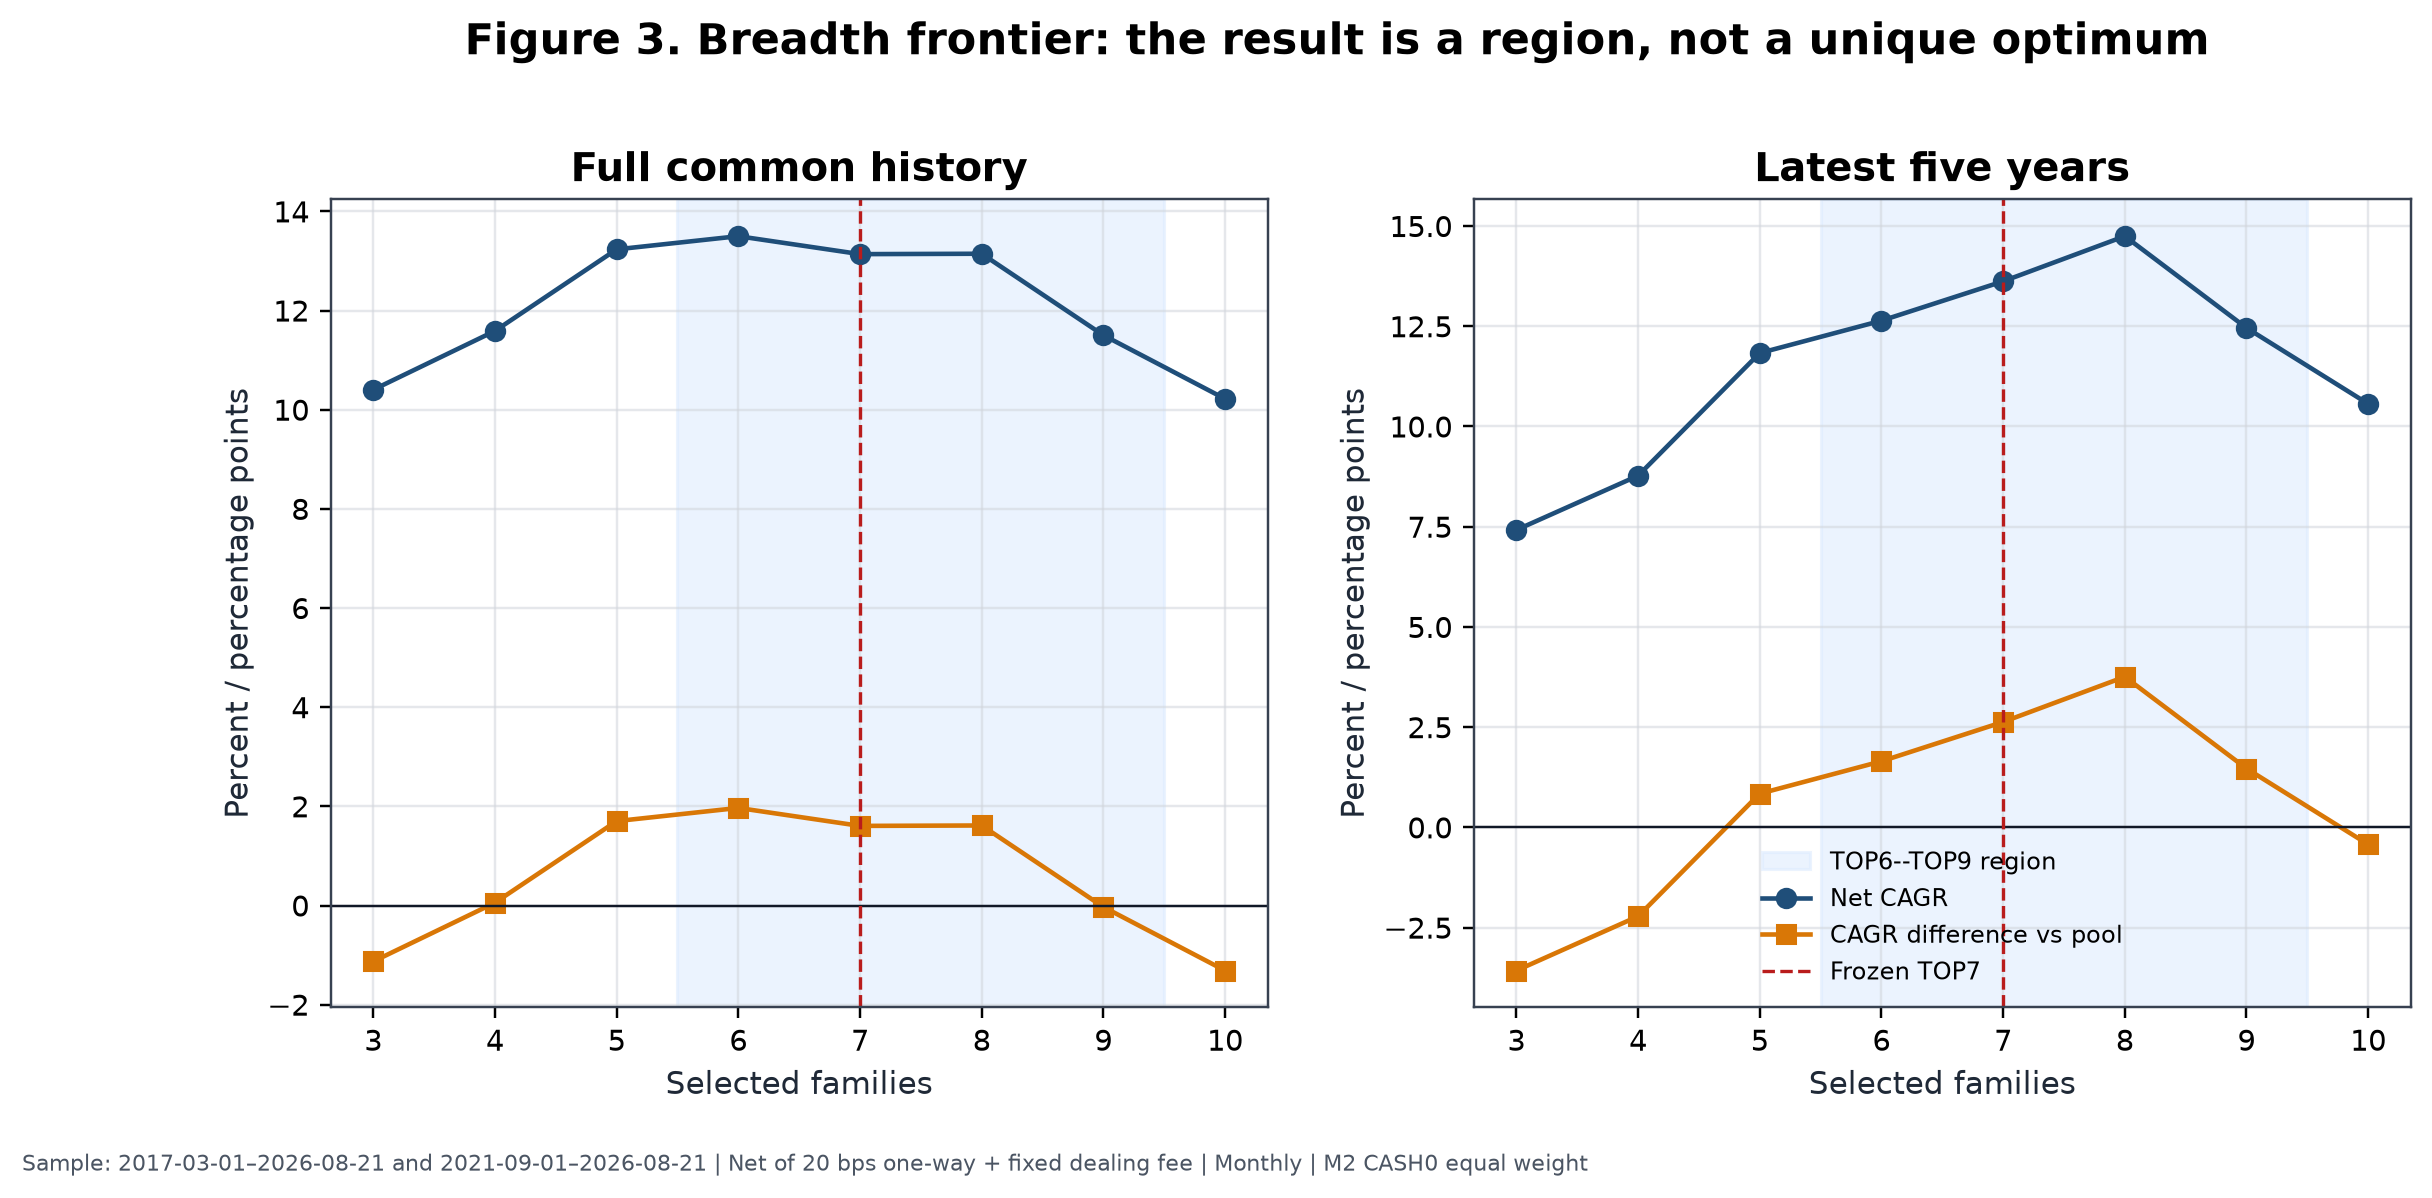 Figure 3. Breadth frontier: the result is a region, not a unique optimum
Full common history
Percent / percentage points
14
12
10
8
6
4
2
0
−2
3 4 5 6 7 8 9 10
Selected families
Latest five years
Percent / percentage points
15.0
12.5
10.0
7.5
5.0
2.5
0.0
−2.5
TOP6--TOP9 region
Net CAGR
CAGR difference vs pool
Frozen TOP7
3 4 5 6 7 8 9 10
Selected families
Sample: 2017-03-01–2026-08-21 and 2021-09-01–2026-08-21 | Net of 20 bps one-way + fixed dealing fee | Monthly | M2 CASH0 equal weight